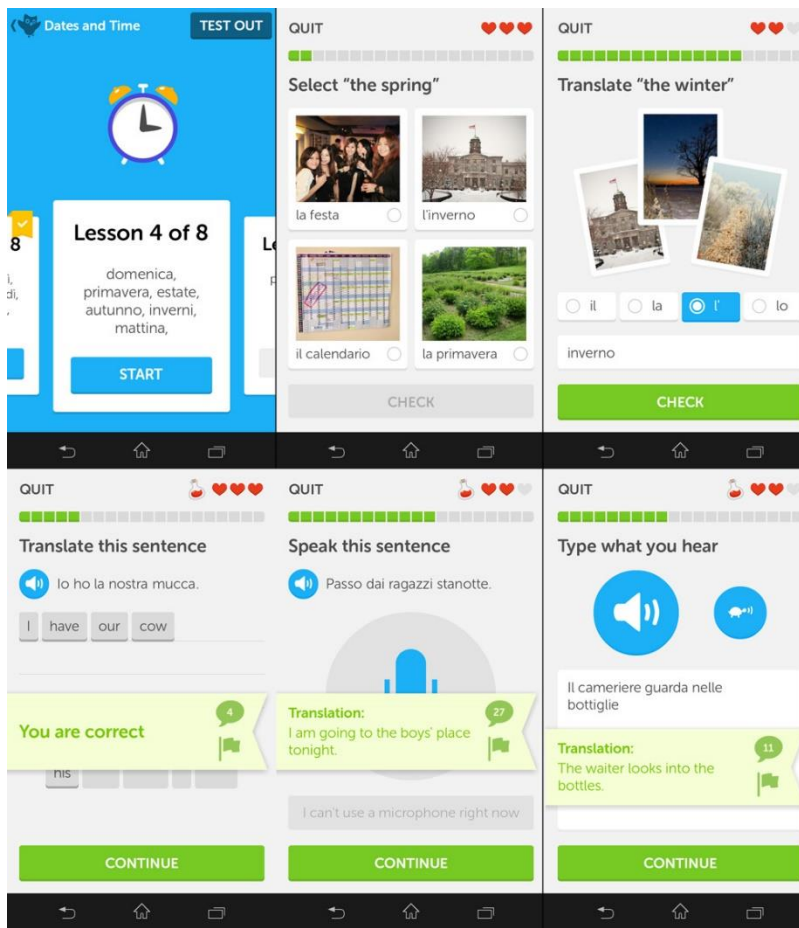 Dates and Time
TEST OUT
8
Lesson 4 of 8
domenica,
primavera, estate,
autunno, inverni,
mattina,
START
QUIT
Select “the spring”
la festa
l'inverno
il calendario
la primavera
CHECK
QUIT
Translate “the winter”
il
la
l'
lo
inverno
CHECK
QUIT
Translate this sentence
Io ho la nostra mucca.
I have our cow
You are correct
4
his
CONTINUE
QUIT
Speak this sentence
Passo dai ragazzi stanotte.
Translation:
27
I am going to the boys' place
tonight.
I can't use a microphone right now
CONTINUE
QUIT
Type what you hear
Il cameriere guarda nelle
bottiglie
Translation:
11
The waiter looks into the
bottles.
CONTINUE